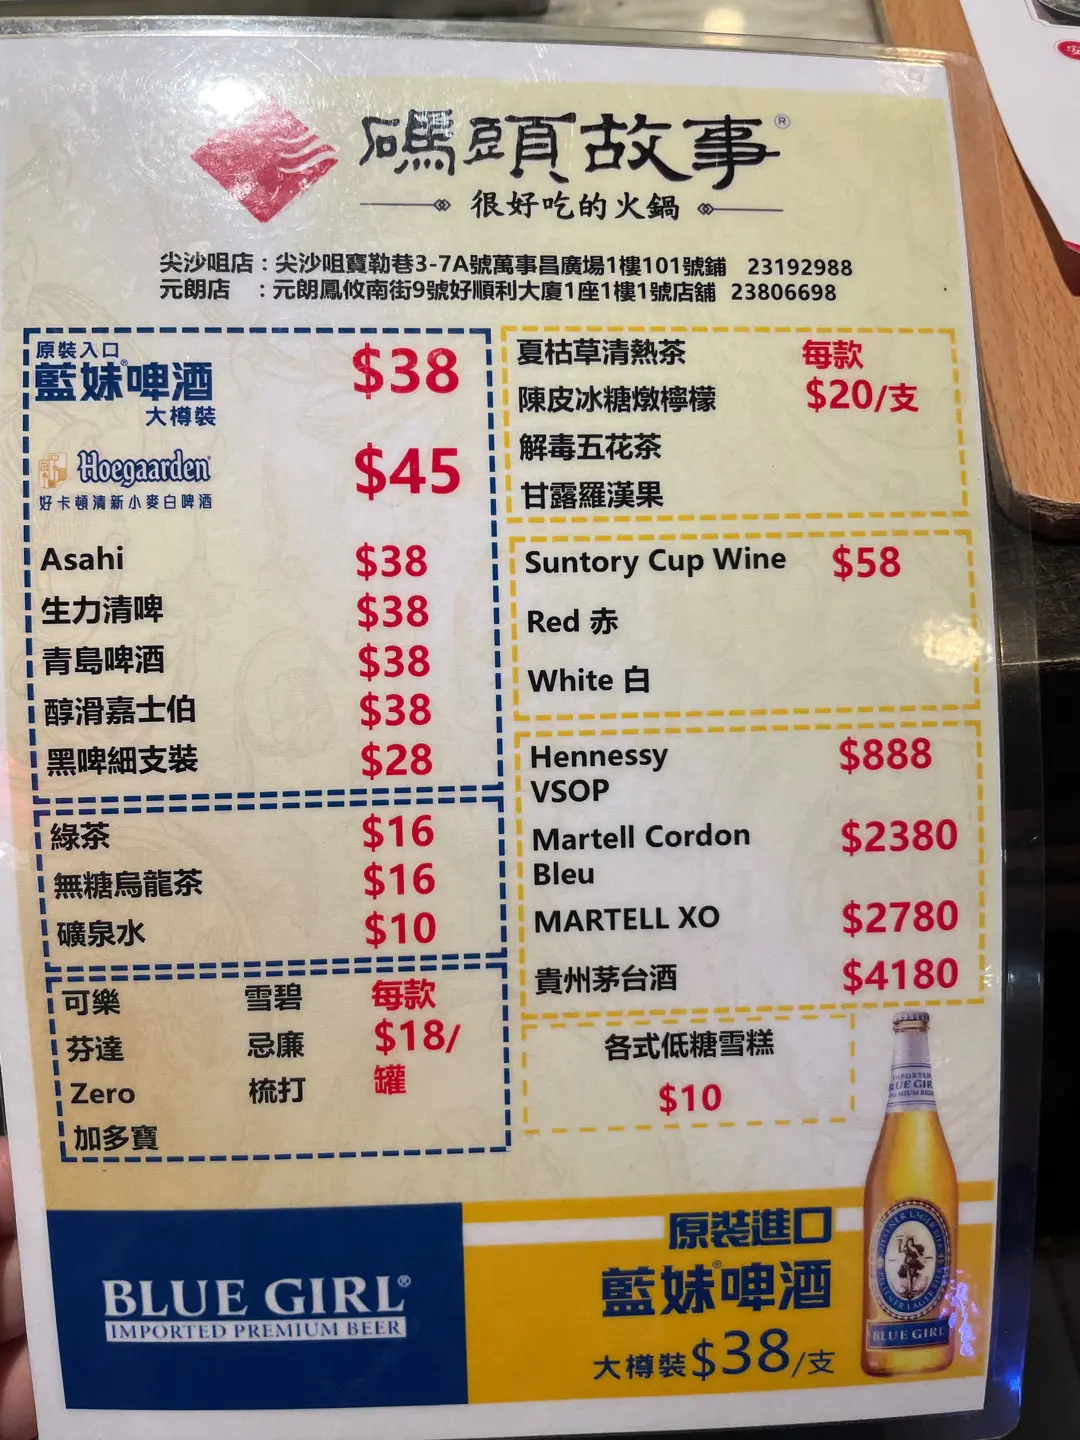 碼頭故事®
很好吃的火鍋
尖沙咀店：尖沙咀寶勒巷3-7A號萬事昌廣場1樓101號鋪 23192988
元朗店 ：元朗鳳攸南街9號好順利大廈1座1樓1號店舖 23806698
原裝入口
藍妹®啤酒 $38
大樽裝
Hoegaarden® $45
好卡頓清新小麥白啤酒
Asahi $38
生力清啤 $38
青島啤酒 $38
醇滑嘉士伯 $38
黑啤細支裝 $28
綠茶 $16
無糖烏龍茶 $16
礦泉水 $10
可樂 雪碧 每款
芬達 忌廉 $18/
Zero 梳打 罐
加多寶
夏枯草清熱茶 每款
陳皮冰糖燉檸檬 $20/支
解毒五花茶
甘露羅漢果
Suntory Cup Wine $58
Red 赤
White 白
Hennessy $888
VSOP
Martell Cordon $2380
Bleu
MARTELL XO $2780
貴州茅台酒 $4180
各式低糖雪糕
$10
BLUE GIRL®
IMPORTED PREMIUM BEER
原裝進口
藍妹®啤酒
大樽裝$38/支
IMPORTED
BLUE GIRL
PREMIUM BEER
PILSENER LAGER BEER
BLUE GIRL